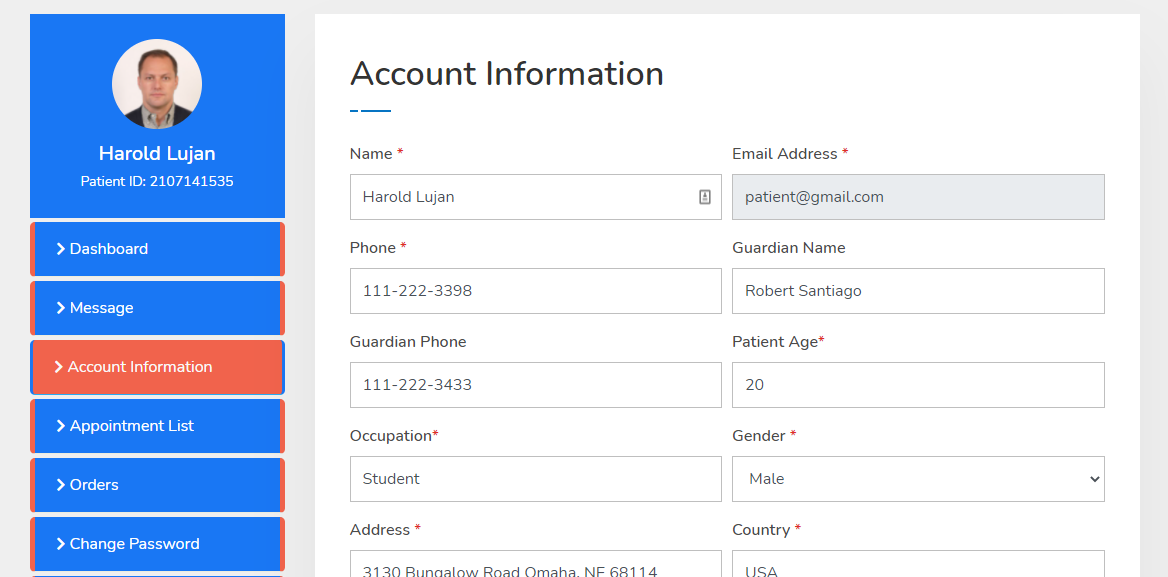 Harold Lujan
Patient ID: 2107141535
Dashboard
Message
Account Information
Appointment List
Orders
Change Password
Account Information
Name * Email Address *
Harold Lujan patient@gmail.com
Phone * Guardian Name
111-222-3398 Robert Santiago
Guardian Phone Patient Age*
111-222-3433 20
Occupation* Gender *
Student Male
Address * Country *
3130 Bungalow Road Omaha, NE 68114 USA